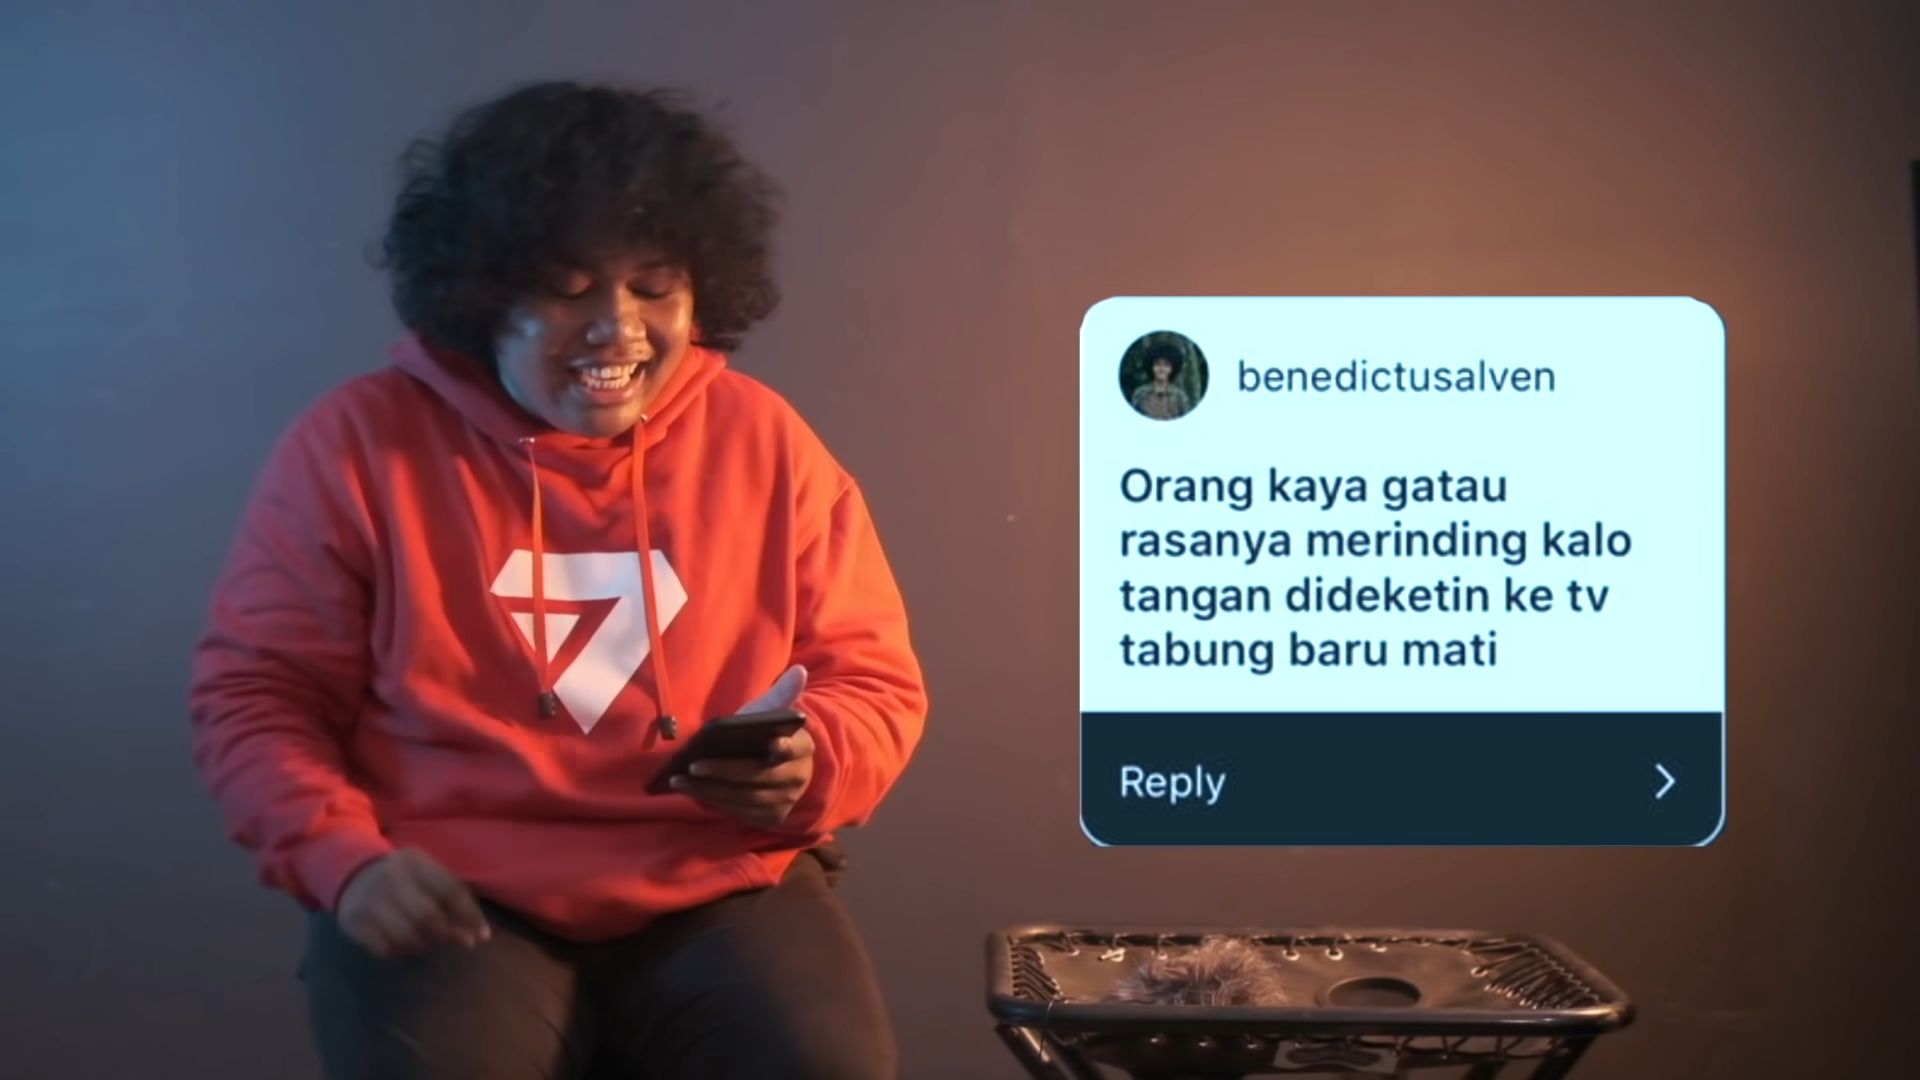 benedictusalven
Orang kaya gatau
rasanya merinding kalo
tangan dideketin ke tv
tabung baru mati
Reply